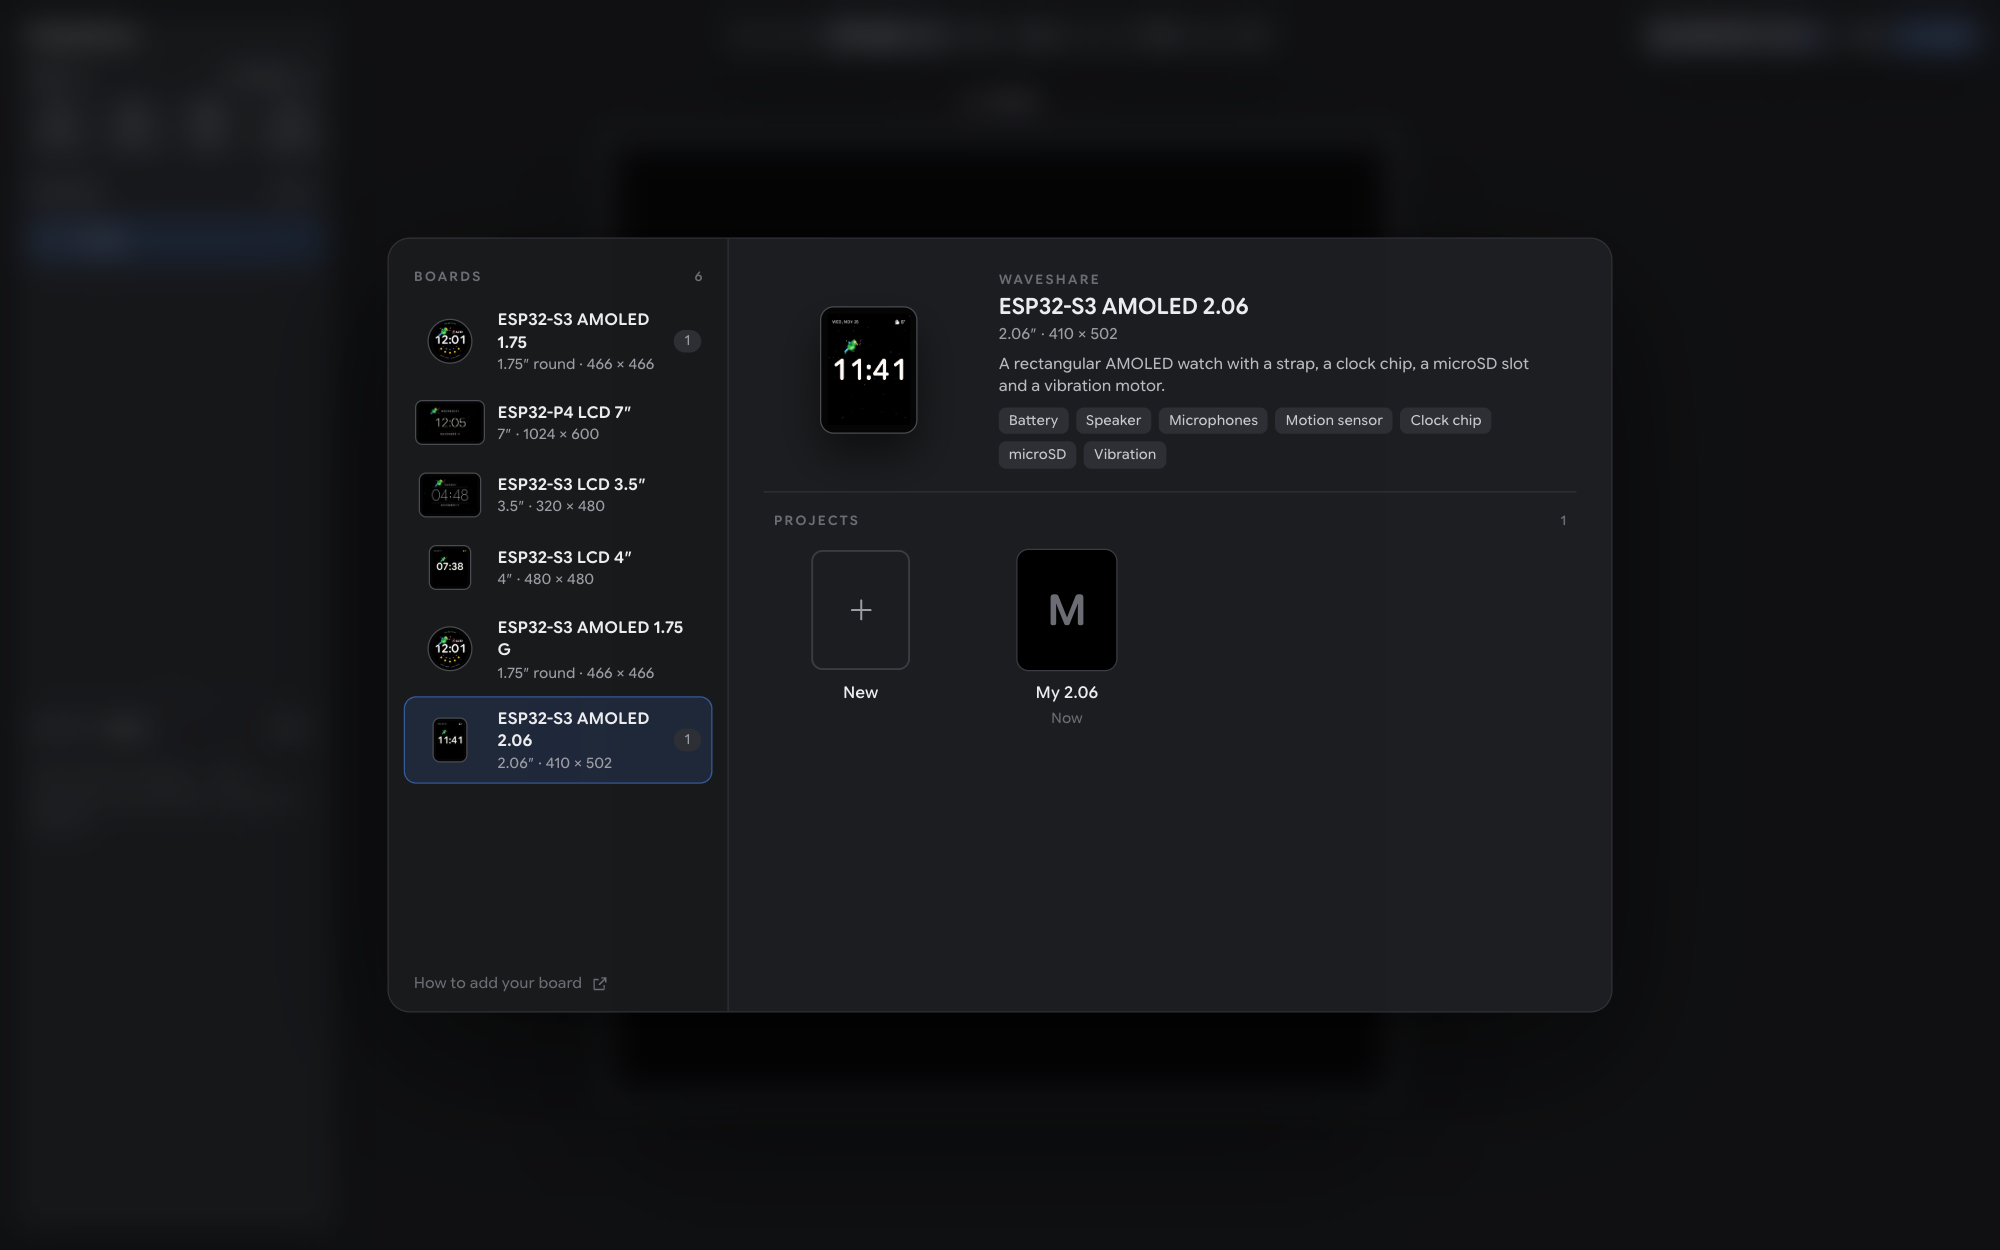 BOARDS 6
ESP32-S3 AMOLED
1.75
1.75″ round · 466 × 466
1
12:01
ESP32-P4 LCD 7″
7″ · 1024 × 600
12:05
ESP32-S3 LCD 3.5″
3.5″ · 320 × 480
04:48
ESP32-S3 LCD 4″
4″ · 480 × 480
07:38
ESP32-S3 AMOLED 1.75
G
1.75″ round · 466 × 466
12:01
ESP32-S3 AMOLED
2.06
2.06″ · 410 × 502
1
11:41
How to add your board
WED, NOV 25
11:41
WAVESHARE
ESP32-S3 AMOLED 2.06
2.06″ · 410 × 502
A rectangular AMOLED watch with a strap, a clock chip, a microSD slot
and a vibration motor.
Battery Speaker Microphones Motion sensor Clock chip
microSD Vibration
PROJECTS 1
New
M
My 2.06
Now